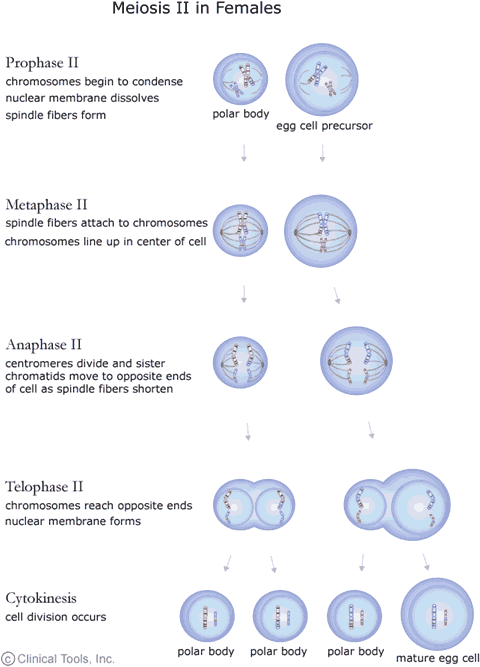 Meiosis II in Females
Prophase II
chromosomes begin to condense
nuclear membrane dissolves
spindle fibers form
polar body
egg cell precursor
Metaphase II
spindle fibers attach to chromosomes
chromosomes line up in center of cell
Anaphase II
centromeres divide and sister
chromatids move to opposite ends
of cell as spindle fibers shorten
Telophase II
chromosomes reach opposite ends
nuclear membrane forms
Cytokinesis
cell division occurs
polar body
polar body
polar body
mature egg cell
© Clinical Tools, Inc.